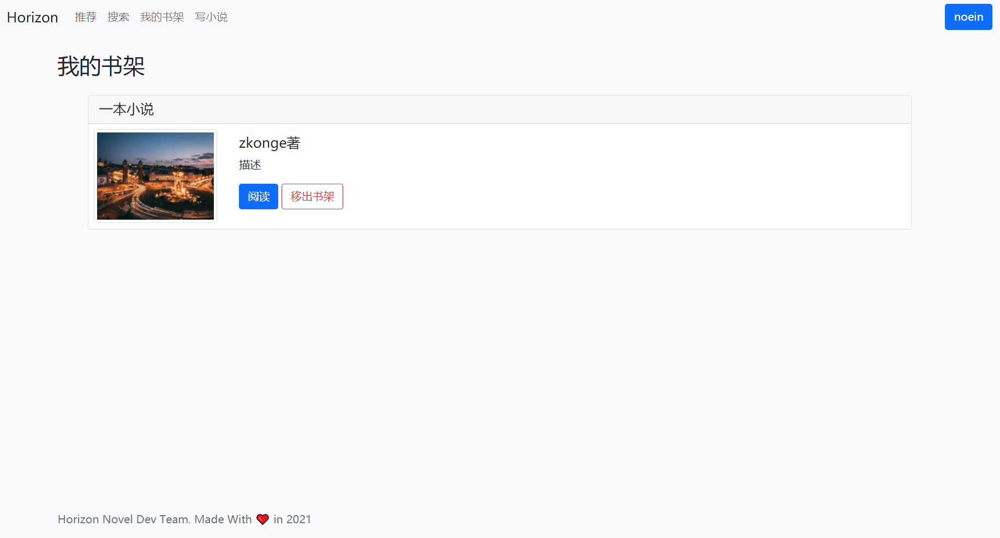 Horizon 推荐 搜索 我的书架 写小说 noein
我的书架
一本小说
zkonge著
描述
阅读 移出书架
Horizon Novel Dev Team. Made With ❤ in 2021